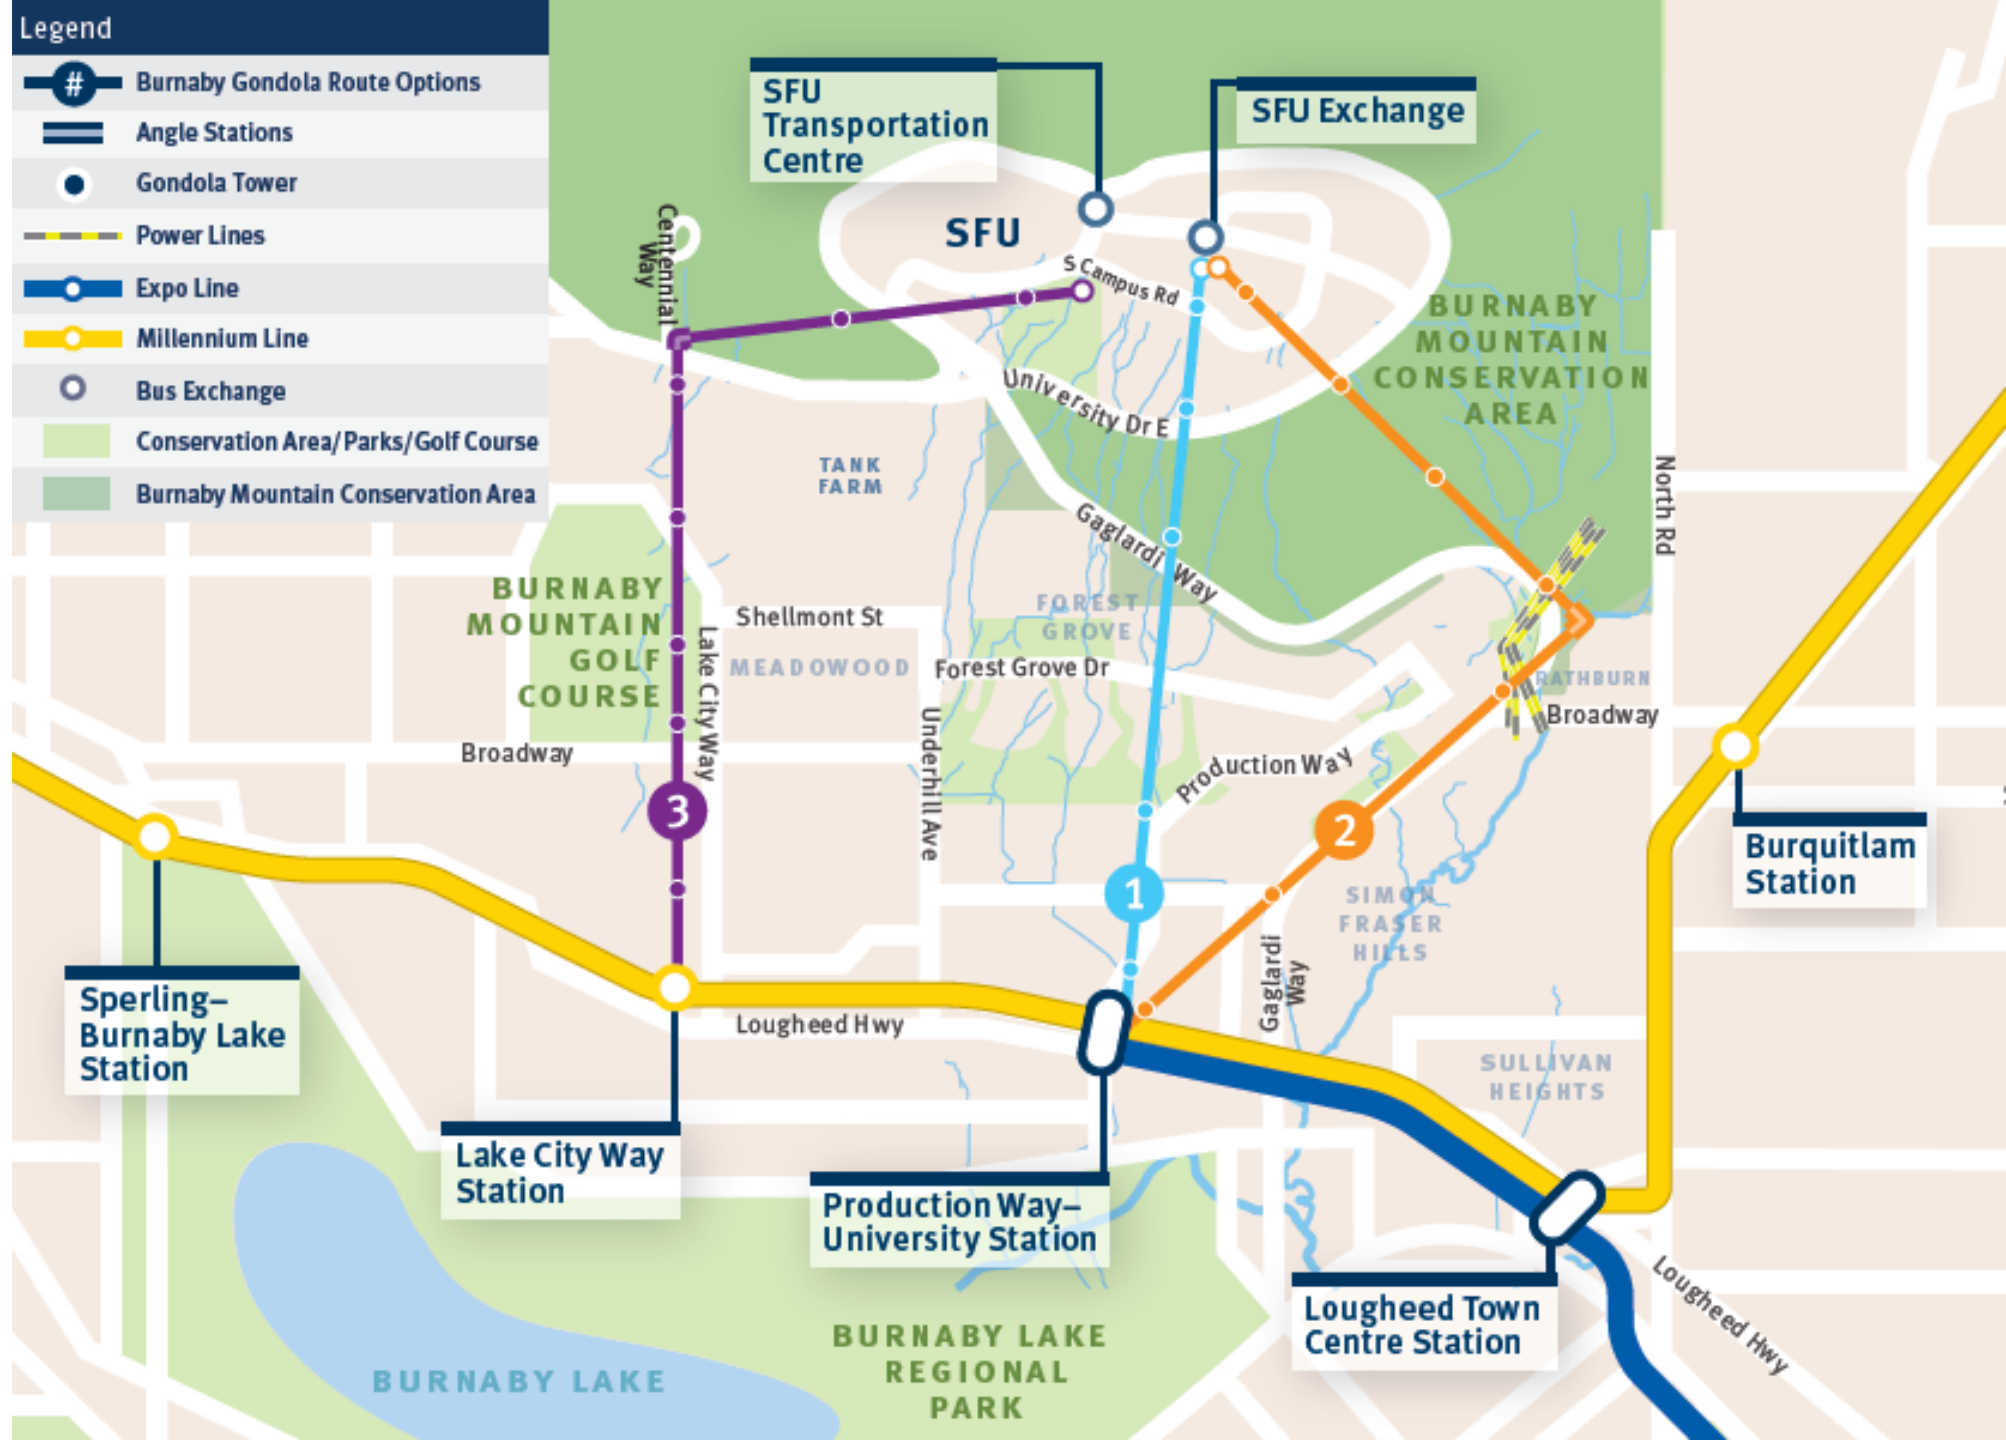 Legend
# Burnaby Gondola Route Options
Angle Stations
Gondola Tower
Power Lines
Expo Line
Millennium Line
Bus Exchange
Conservation Area/Parks/Golf Course
Burnaby Mountain Conservation Area
SFU
Transportation
Centre
SFU Exchange
SFU
Centennial
Way
S Campus Rd
BURNABY
MOUNTAIN
CONSERVATION
AREA
University Dr E
TANK
FARM
North Rd
Gaglardi Way
BURNABY
MOUNTAIN
GOLF
COURSE
Shellmont St
FOREST
GROVE
MEADOWOOD
Forest Grove Dr
Lake City Way
RATHBURN
Broadway
Broadway
Underhill Ave
Production Way
3
2
1
Burquitlam
Station
SIMON
FRASER
HILLS
Gaglardi
Way
Sperling–
Burnaby Lake
Station
Lougheed Hwy
SULLIVAN
HEIGHTS
Lake City Way
Station
Production Way–
University Station
Lougheed Town
Centre Station
Lougheed Hwy
BURNABY LAKE
REGIONAL
PARK
BURNABY LAKE